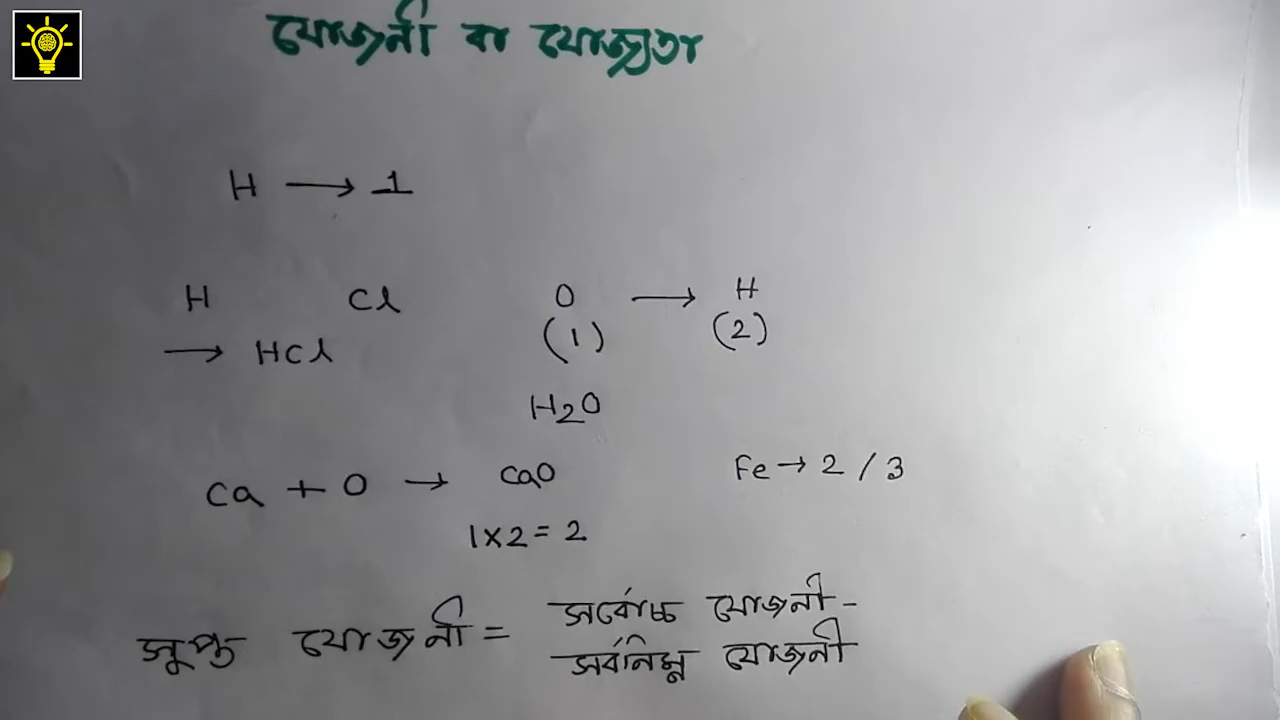 যোজনী বা যোজ্যতা
H → 1
H Cl O → H
→ HCl (1) (2)
H₂O
Ca + O → CaO Fe → 2 / 3
1×2 = 2
সুপ্ত যোজনী = সর্বোচ্চ যোজনী -
সর্বনিম্ন যোজনী